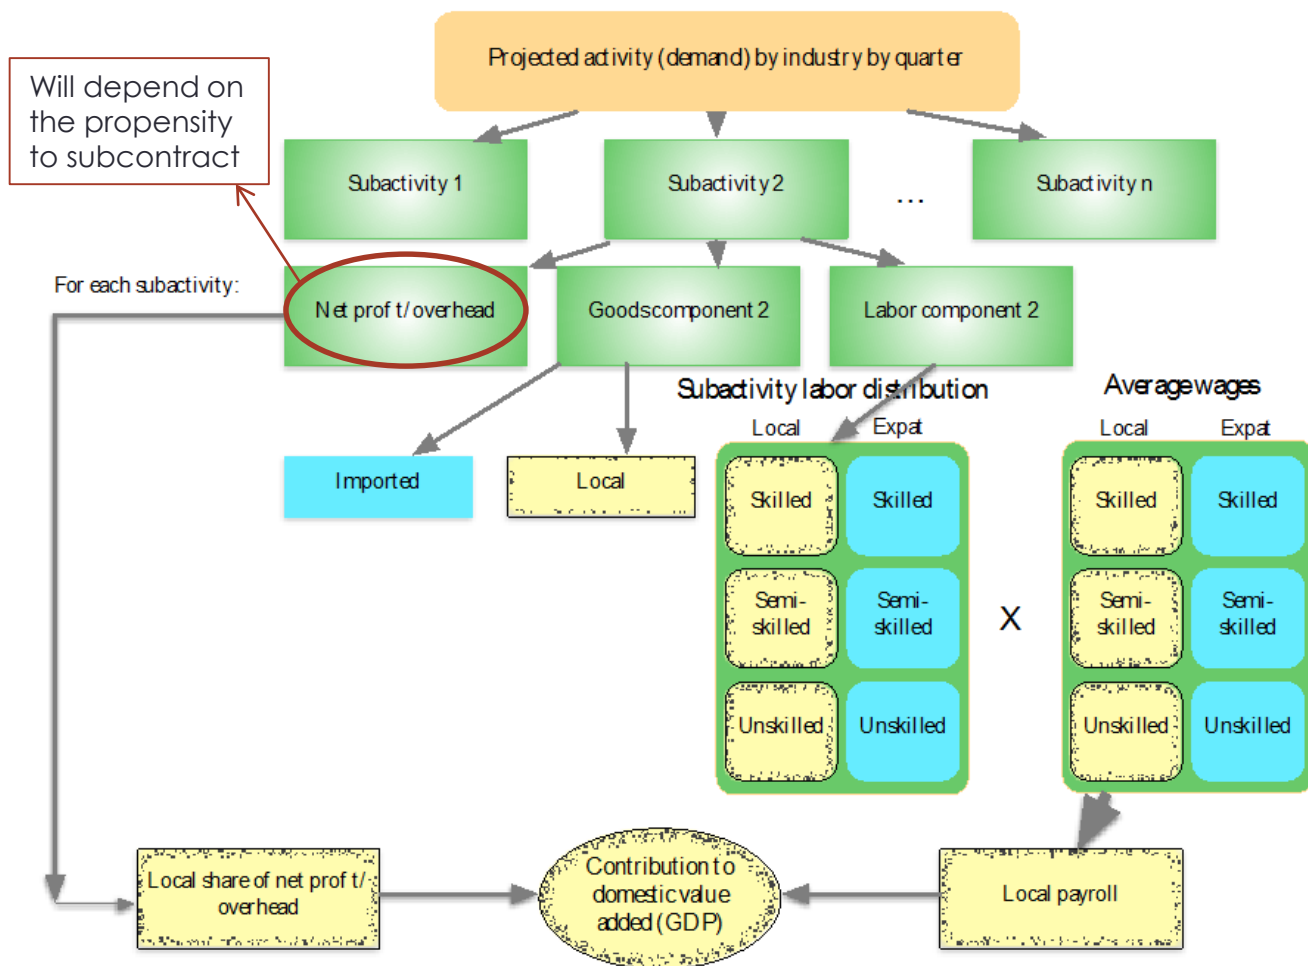 Projected activity (demand) by industry by quarter
Will depend on
the propensity
to subcontract
Subactivity 1
Subactivity 2
...
Subactivity n
For each subactivity:
Net prof t/ overhead
Goods component 2
Labor component 2
Subactivity labor distribution
Average wages
Local
Expat
Local
Expat
Imported
Local
Skilled
Skilled
Skilled
Skilled
Semi-
skilled
Semi-
skilled
X
Semi-
skilled
Semi-
skilled
Unskilled
Unskilled
Unskilled
Unskilled
Local share of net prof t/
overhead
Contribution to
domestic value
added (GDP)
Local payroll